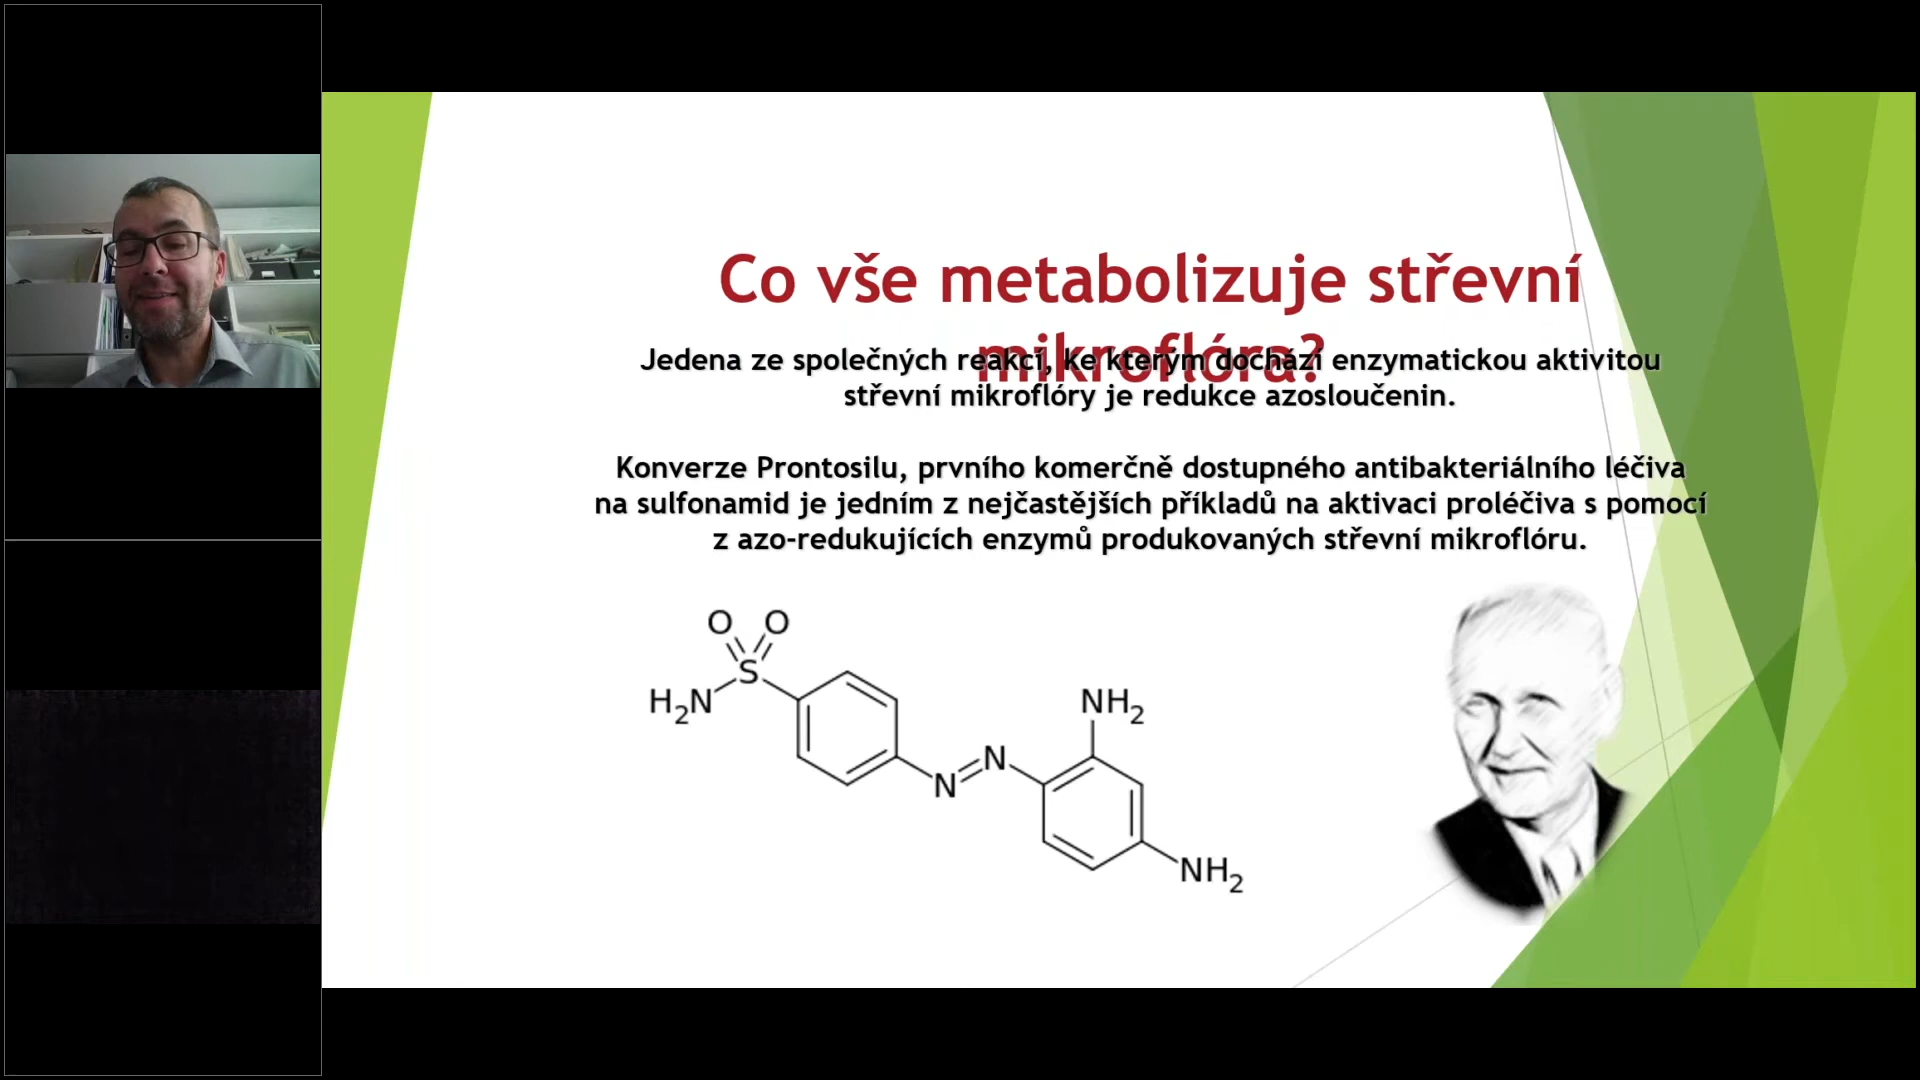 Co vše metabolizuje střevní
mikroflóra?
Jedena ze společných reakcí, ke kterým dochází enzymatickou aktivitou
střevní mikroflóry je redukce azosloučenin.
Konverze Prontosilu, prvního komerčně dostupného antibakteriálního léčiva
na sulfonamid je jedním z nejčastějších příkladů na aktivaci proléčiva s pomocí
z azo-redukujících enzymů produkovaných střevní mikroflóru.
O O
S
H2N
NH2
N
N
NH2